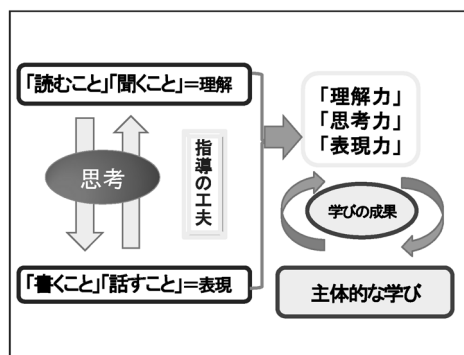 「読むこと」「聞くこと」＝理解
思考
指導の工夫
「書くこと」「話すこと」＝表現
「理解力」
「思考力」
「表現力」
学びの成果
主体的な学び